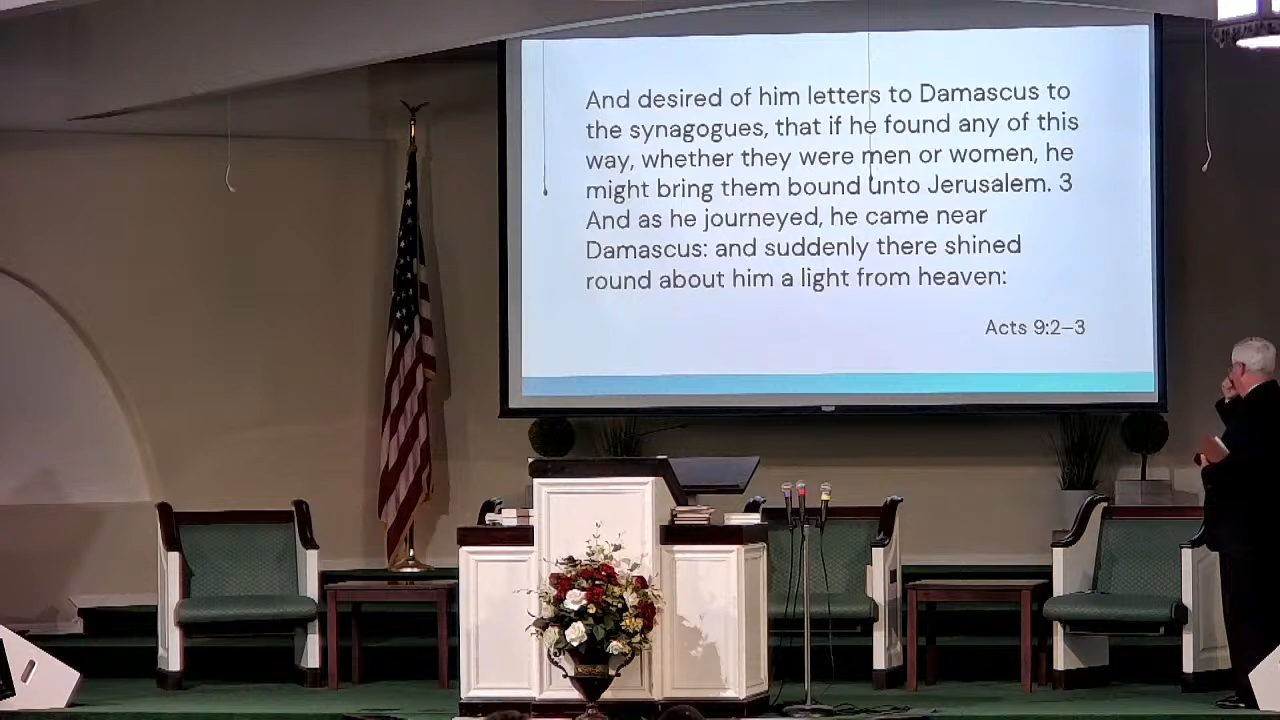 And desired of him letters to Damascus to
the synagogues, that if he found any of this
way, whether they were men or women, he
might bring them bound unto Jerusalem. 3
And as he journeyed, he came near
Damascus: and suddenly there shined
round about him a light from heaven:
Acts 9:2–3